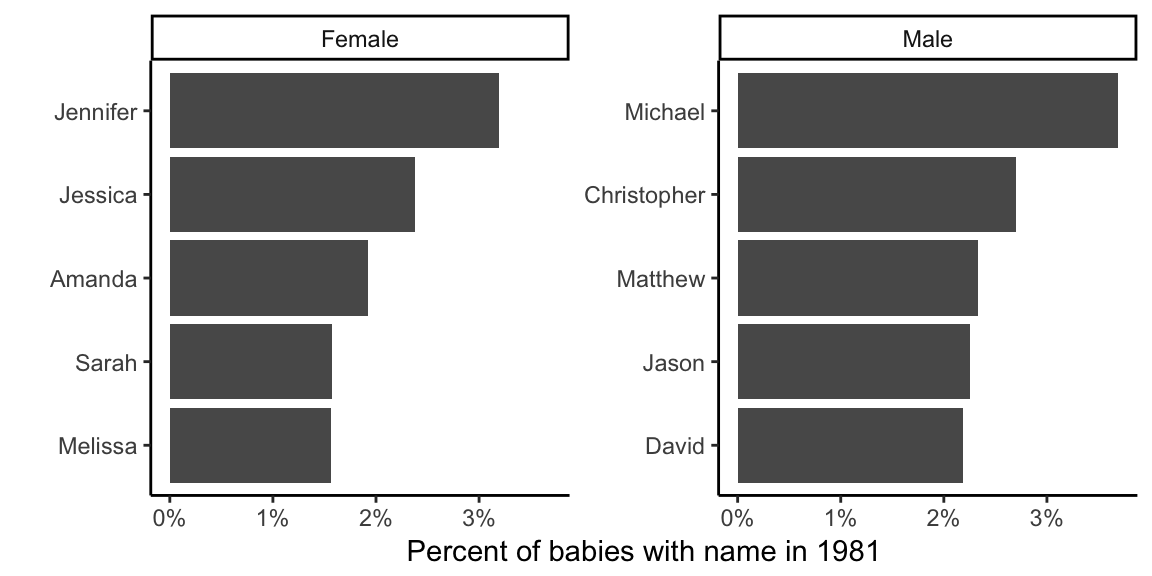 Female
Jennifer
Jessica
Amanda
Sarah
Melissa
0% 1% 2% 3%
Male
Michael
Christopher
Matthew
Jason
David
0% 1% 2% 3%
Percent of babies with name in 1981